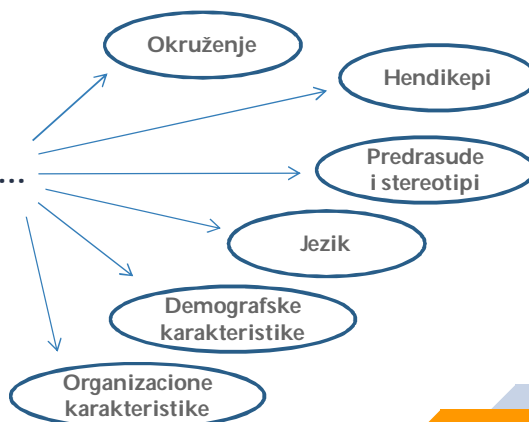 Okruženje
Hendikepi
Predrasude
i stereotipi
...
Jezik
Demografske
karakteristike
Organizacione
karakteristike